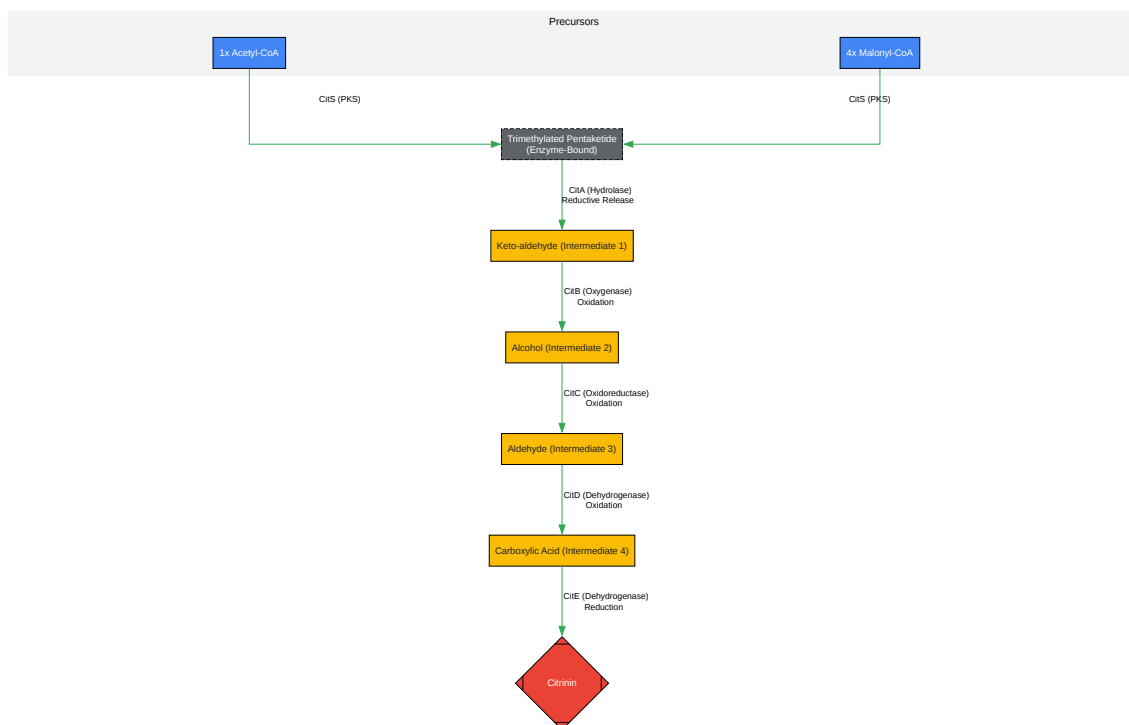 Precursors
1x Acetyl-CoA
4x Malonyl-CoA
CitS (PKS)
CitS (PKS)
Trimethylated Pentaketide
(Enzyme-Bound)
CitA (Hydrolase)
Reductive Release
Keto-aldehyde (Intermediate 1)
CitB (Oxygenase)
Oxidation
Alcohol (Intermediate 2)
CitC (Oxidoreductase)
Oxidation
Aldehyde (Intermediate 3)
CitD (Dehydrogenase)
Oxidation
Carboxylic Acid (Intermediate 4)
CitE (Dehydrogenase)
Reduction
Citrinin